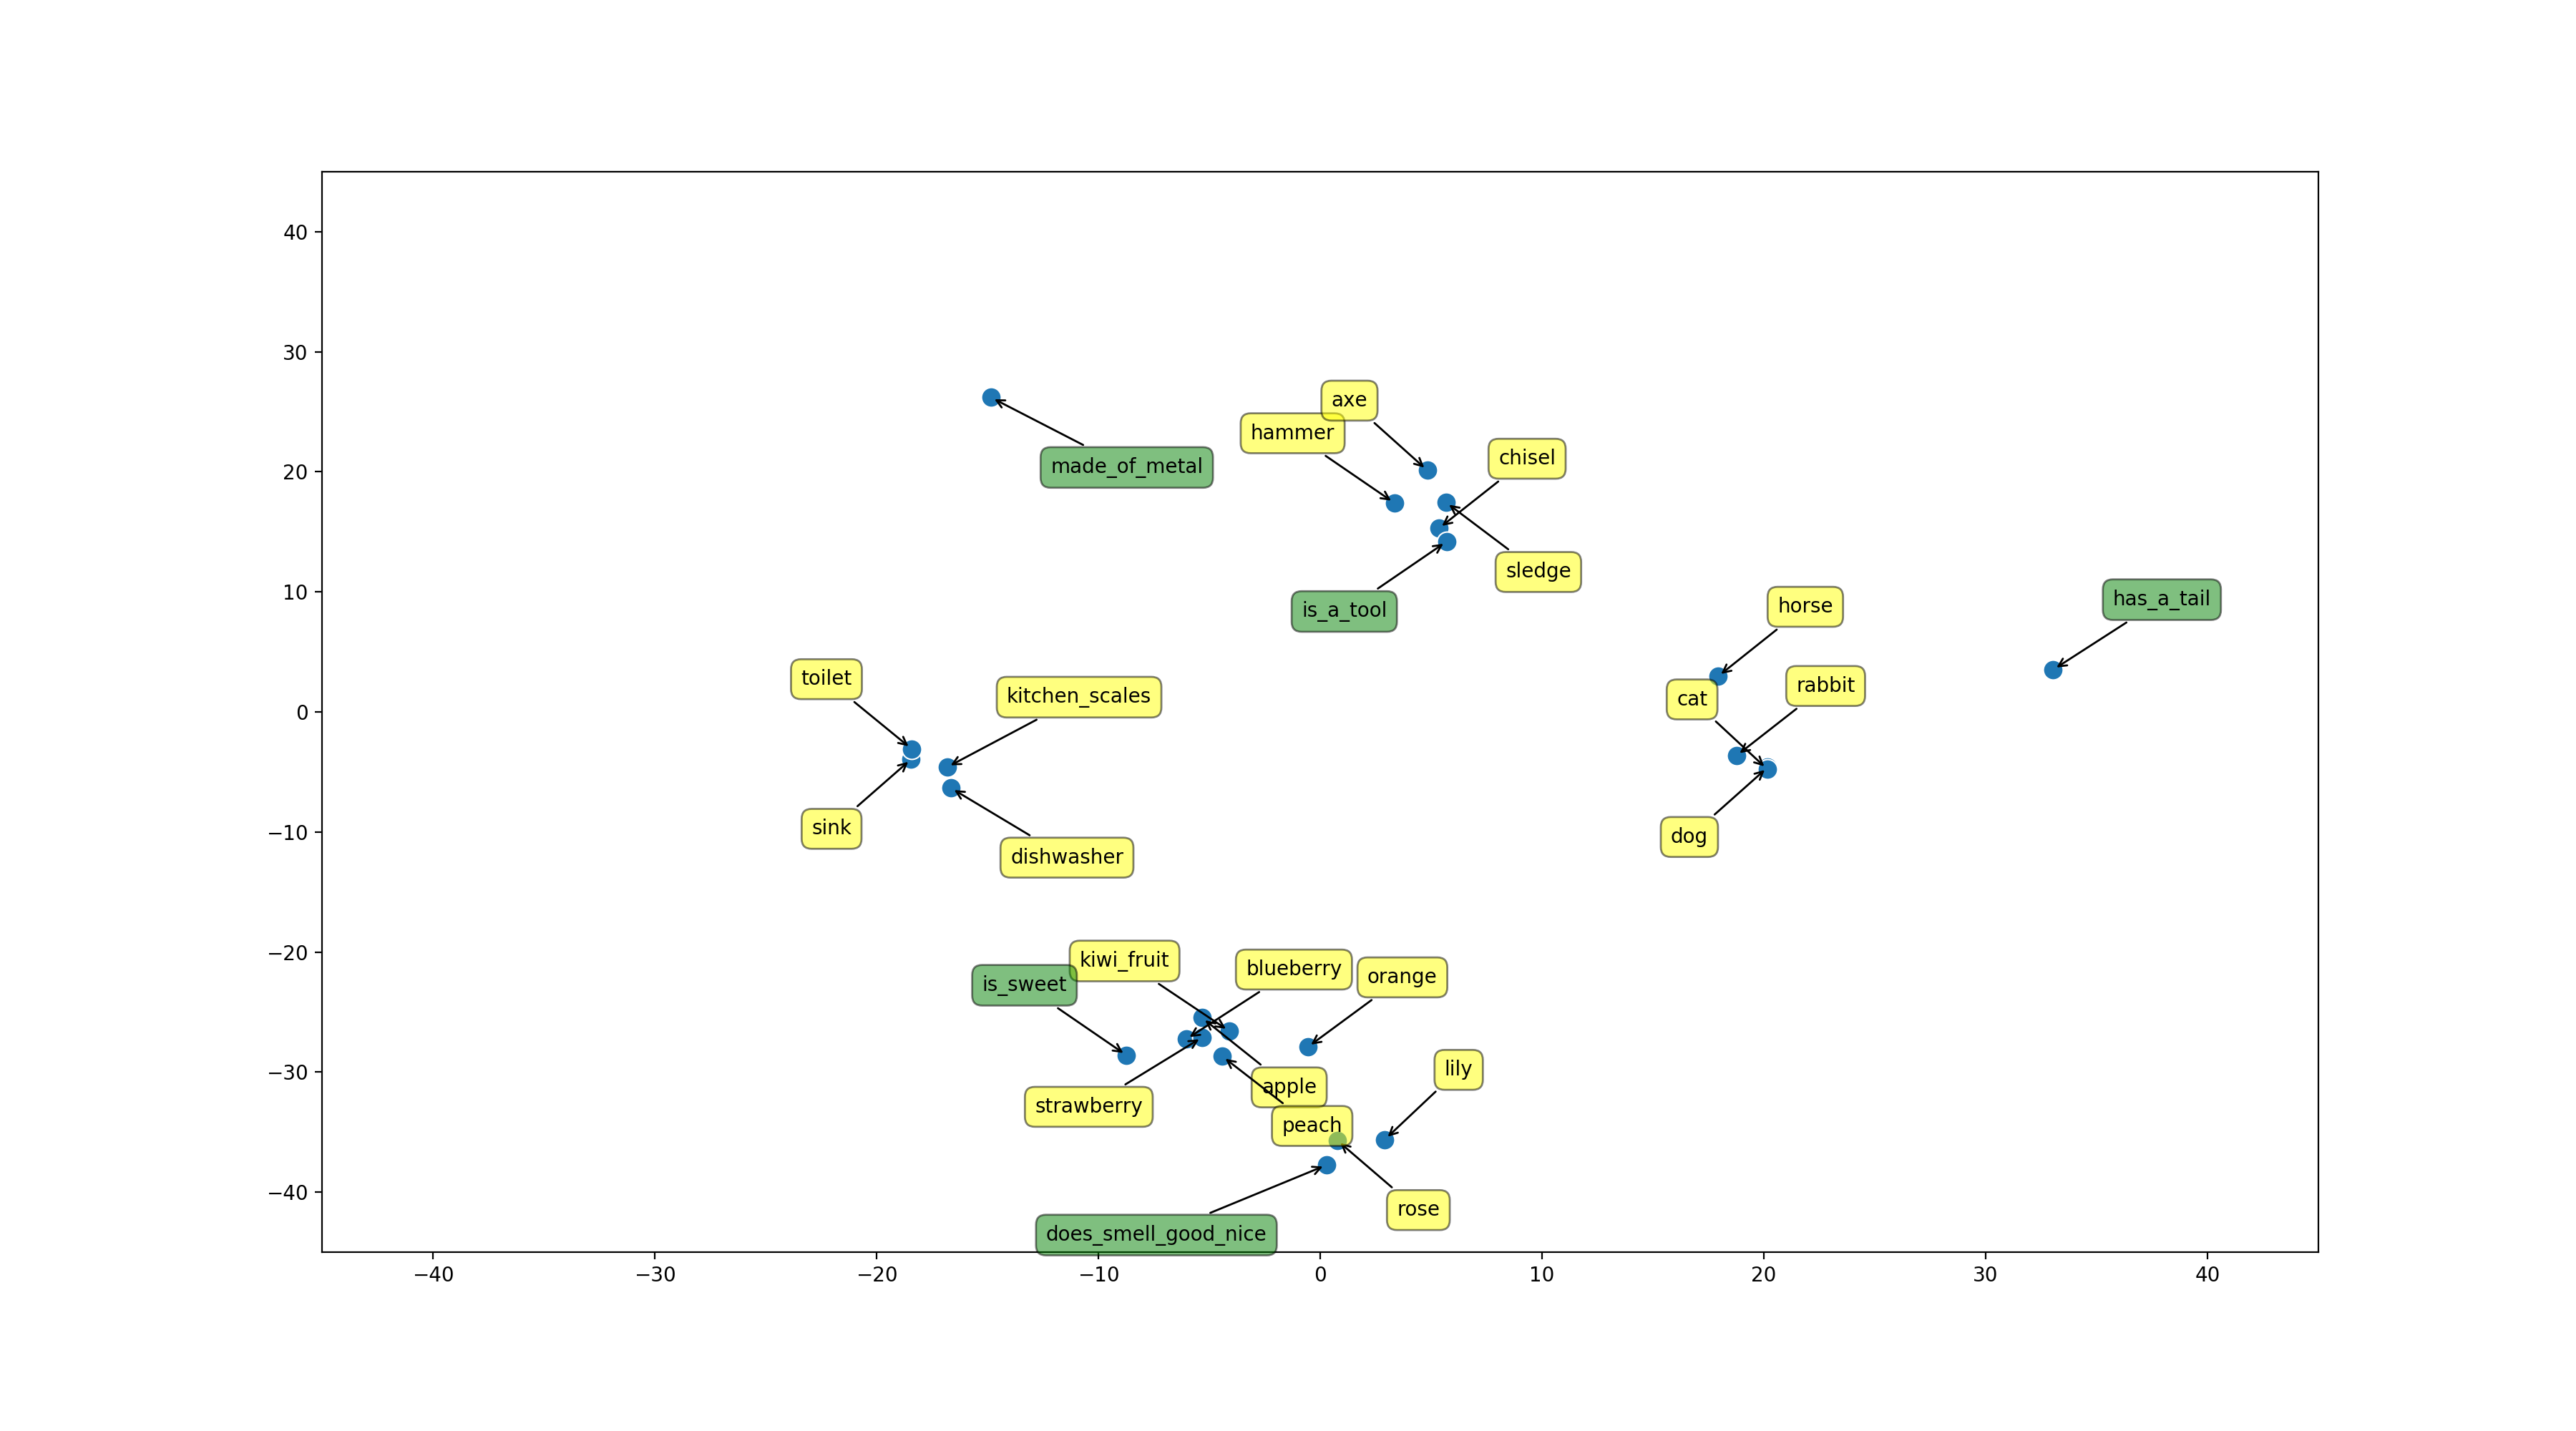 40
30
20
10
0
−10
−20
−30
−40
axe
hammer
chisel
made_of_metal
sledge
is_a_tool
horse
has_a_tail
toilet
kitchen_scales
cat
rabbit
sink
dog
dishwasher
kiwi_fruit
blueberry
orange
is_sweet
lily
apple
strawberry
peach
rose
does_smell_good_nice
−40
−30
−20
−10
0
10
20
30
40